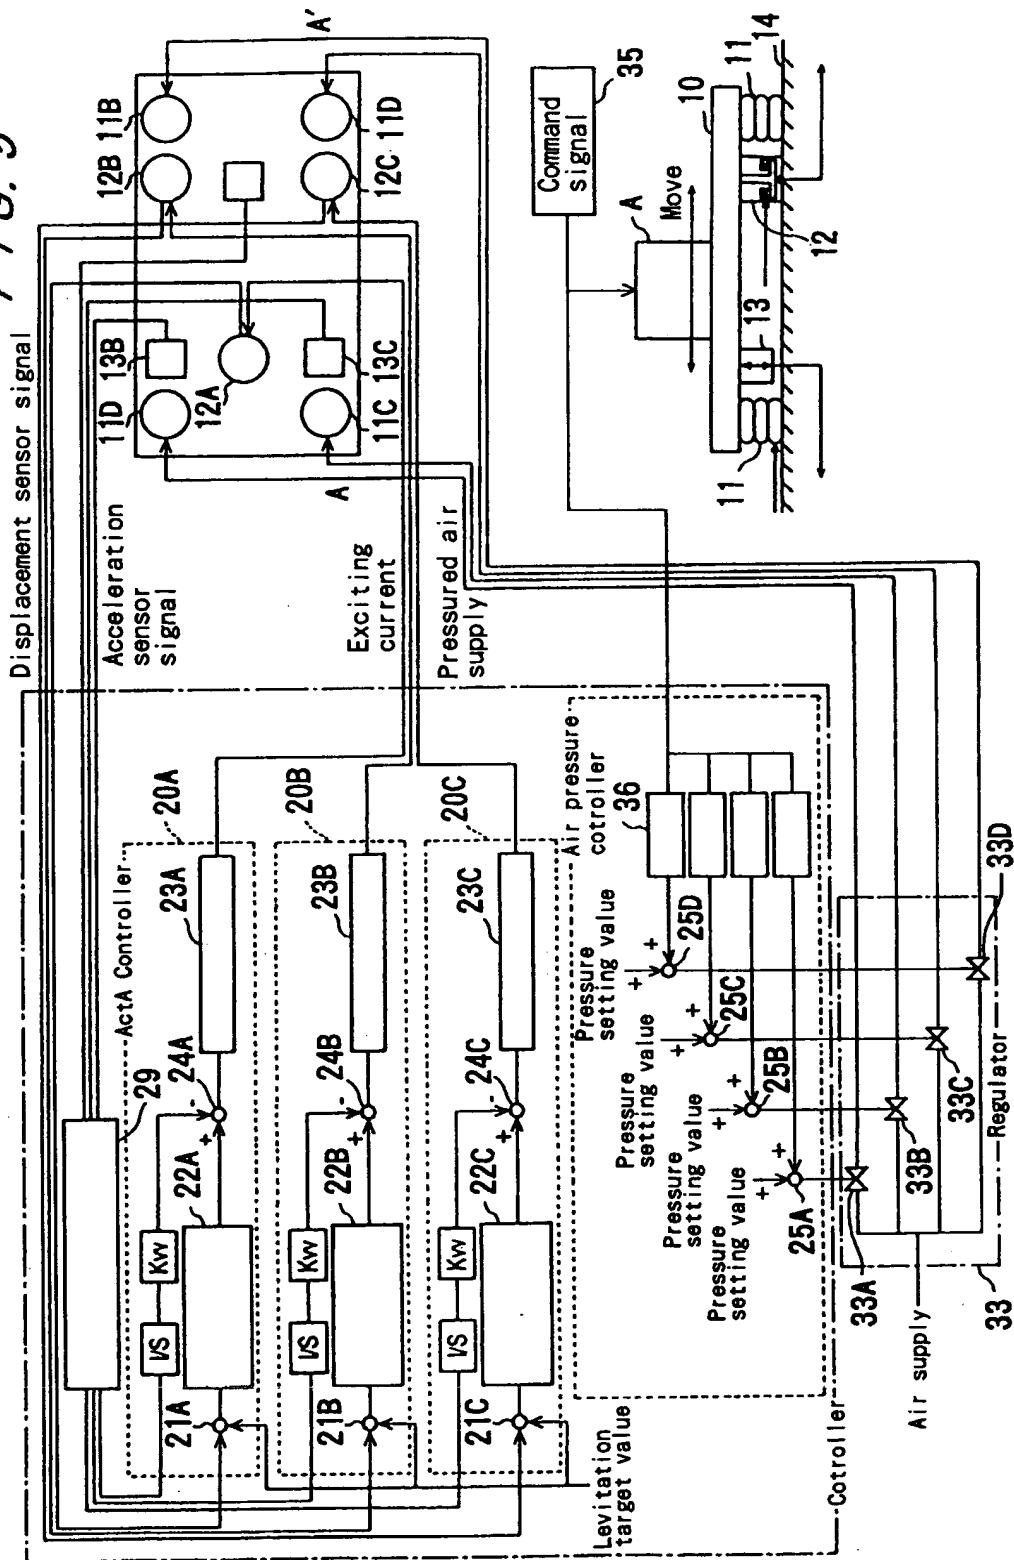 FIG. 9
Displacement sensor signal
Acceleration
sensor
signal
Exciting
current
Pressured air
supply
A
A'
11D
13B
12B
11B
12A
11C
13C
12C
11D
Command
signal
35
A
Move
10
11
14
11
13
12
29
ActA Controller
20A
21A
I/S
Kw
22A
+
-
24A
23A
20B
21B
I/S
Kw
22B
+
-
24B
23B
20C
21C
I/S
Kw
22C
+
-
24C
23C
Levitation
target value
Cotroller
Air pressure
cotroller
36
Pressure
setting value
+
+
25D
Pressure
setting value
+
+
25C
Pressure
setting value
+
+
25B
Pressure
setting value
+
+
25A
33A
33B
33C
33D
Regulator
33
Air supply